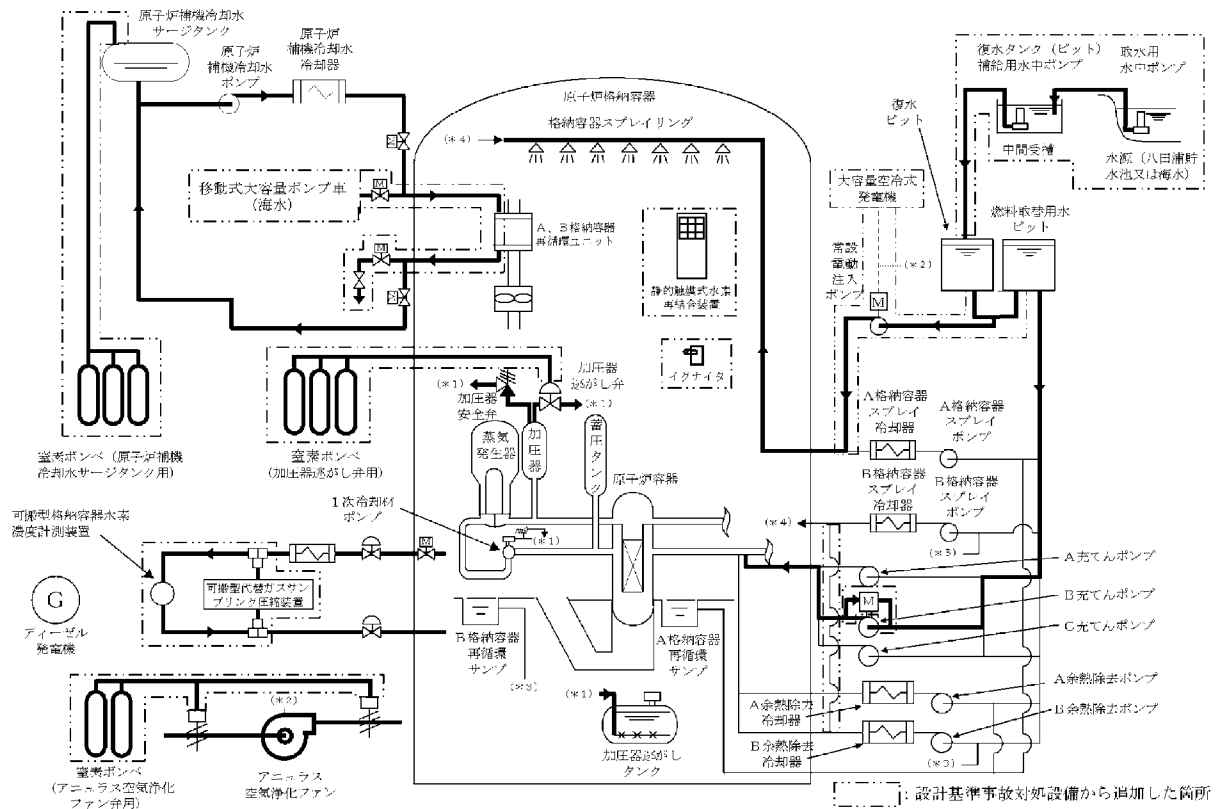 原子炉補機冷却水
サージタンク
原子炉
補機冷却水
ポンプ
原子炉
補機冷却水
冷却器
原子炉格納容器
格納容器スプレイリング
(*4)
復水タンク(ピット)
補給用水中ポンプ
取水用
水中ポンプ
復水
ピット
中間受槽
水源(八田浦貯
水池又は海水)
移動式大容量ポンプ車
(海水)
M
M
A、B格納容器
再循環ユニット
静的触媒式水素
再結合装置
イグナイタ
大容量空冷式
発電機
燃料取替用水
ピット
常設
電動
注入
ポンプ
(*2)
M
窒素ボンベ(原子炉補機
冷却水サージタンク用)
窒素ボンベ
(加圧器逃がし弁用)
(*1)
加圧器
安全弁
加圧器
逃がし弁
(*1)
蒸気
発生器
加圧器
蓄圧タンク
原子炉容器
1次冷却材
ポンプ
(*1)
A格納容器
スプレイ
冷却器
A格納容器
スプレイ
ポンプ
B格納容器
スプレイ
冷却器
B格納容器
スプレイ
ポンプ
(*4)
(*3)
可搬型格納容器水素
濃度計測装置
M
可搬型代替ガスサン
プリング圧縮装置
G
ディーゼル
発電機
B格納容器
再循環
サンプ
(*3)
A格納容器
再循環
サンプ
A充てんポンプ
M
B充てんポンプ
C充てんポンプ
(*1)
加圧器逃がし
タンク
A余熱除去
冷却器
A余熱除去ポンプ
B余熱除去
冷却器
B余熱除去ポンプ
(*3)
窒素ボンベ
(アニュラス空気浄化
ファン弁用)
(*2)
アニュラス
空気浄化ファン
:設計基準事故対処設備から追加した箇所